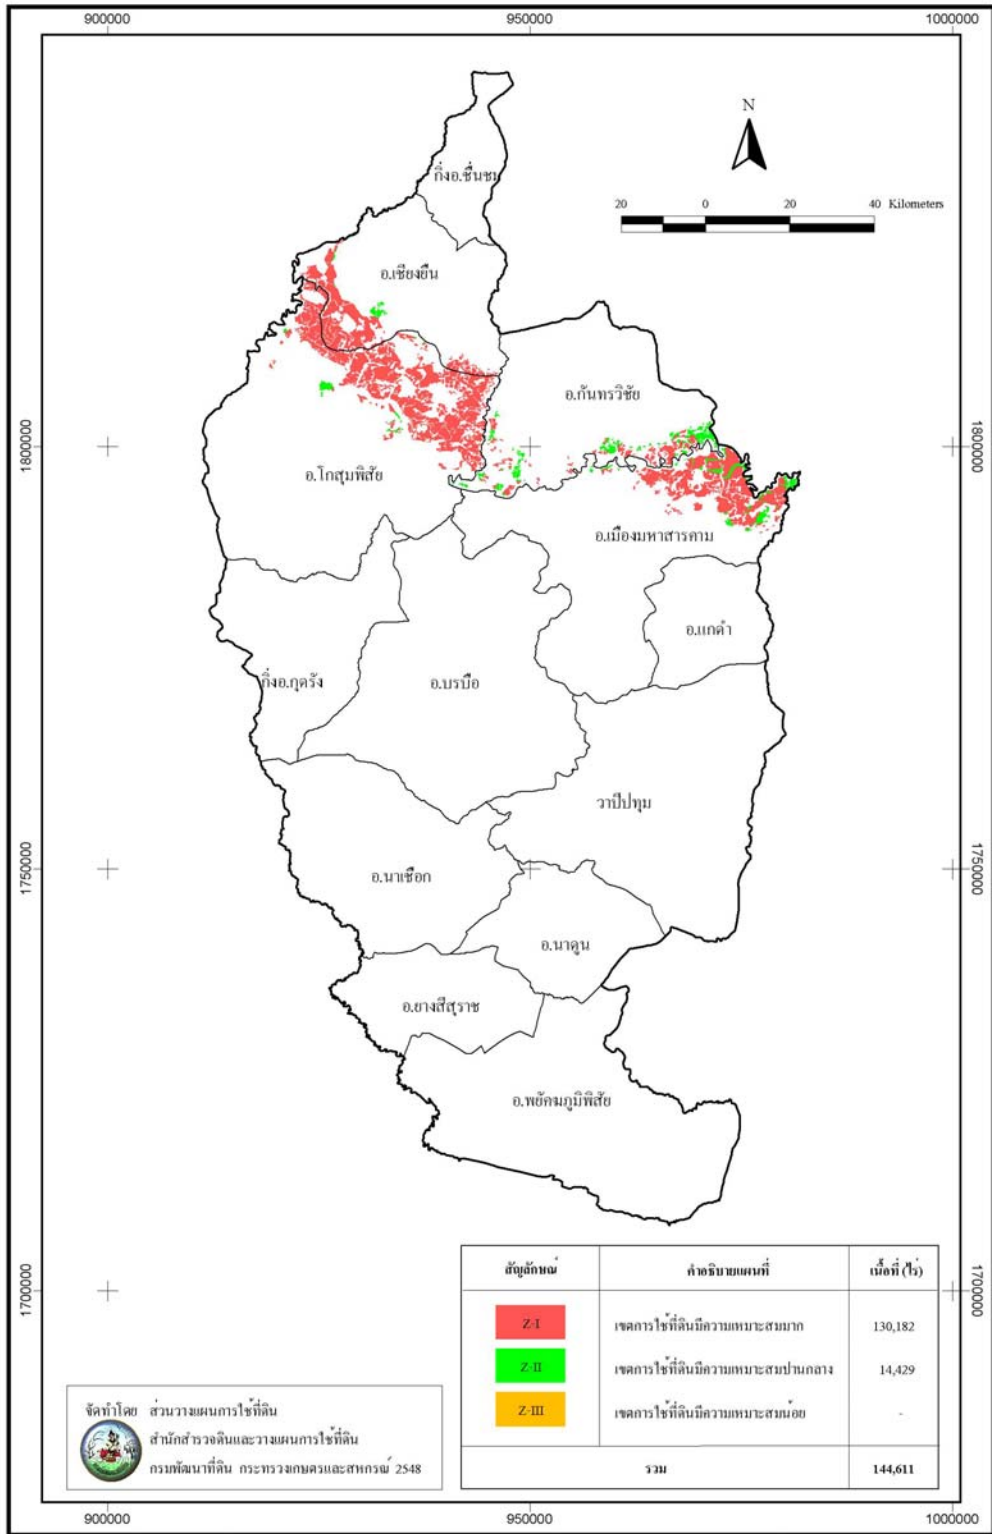 900000 950000 1000000
N
20 0 20 40 Kilometers
กิ่งอ.ชื่นชม
อ.เชียงยืน
อ.กันทรวิชัย
1800000 1800000
อ.โกสุมพิสัย
อ.เมืองมหาสารคาม
อ.แกดำ
กิ่งอ.กุดรัง
อ.บรบือ
วาปีปทุม
1750000 1750000
อ.นาเชือก
อ.นาดูน
อ.ยางสีสุราช
อ.พยัคฆภูมิพิสัย
1700000 1700000
สัญลักษณ์ คำอธิบายแผนที่ เนื้อที่ (ไร่)
Z-I เขตการใช้ที่ดินมีความเหมาะสมมาก 130,182
Z-II เขตการใช้ที่ดินมีความเหมาะสมปานกลาง 14,429
Z-III เขตการใช้ที่ดินมีความเหมาะสมน้อย -
รวม 144,611
จัดทำโดย ส่วนวางแผนการใช้ที่ดิน
สำนักสำรวจดินและวางแผนการใช้ที่ดิน
กรมพัฒนาที่ดิน กระทรวงเกษตรและสหกรณ์ 2548
900000 950000 1000000